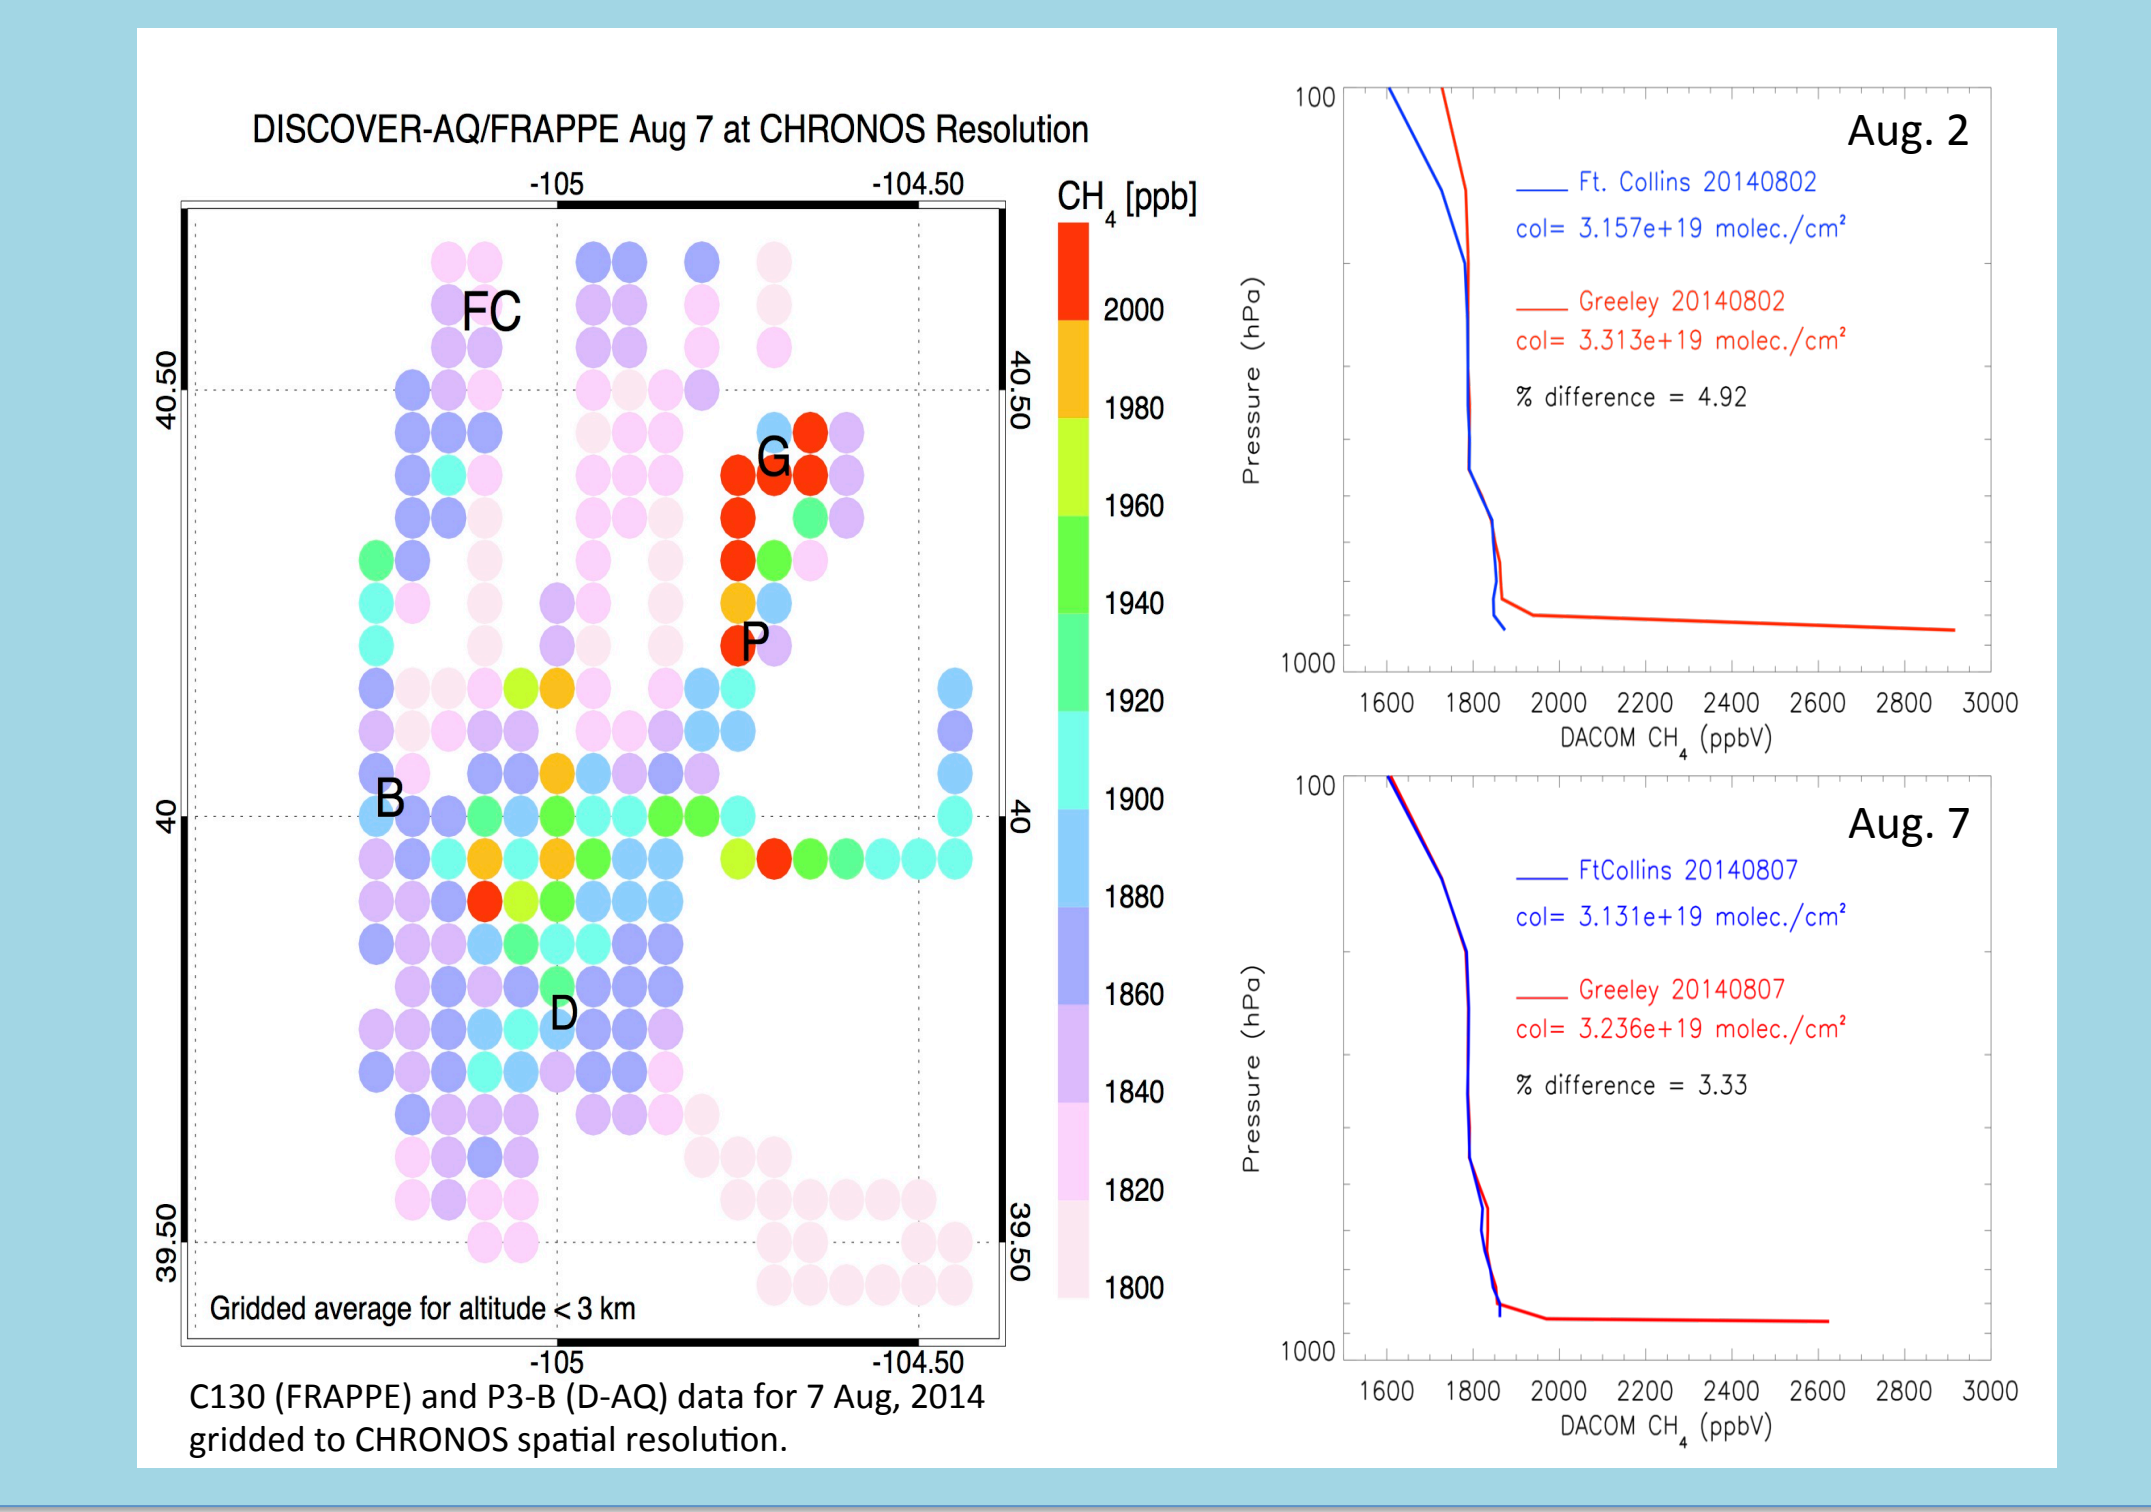 DISCOVER-AQ/FRAPPE Aug 7 at CHRONOS Resolution
-105 -104.50
CH4 [ppb]
2000
1980
1960
1940
1920
1900
1880
1860
1840
1820
1800
40.50 40.50
40 40
39.50 39.50
FC
G
P
B
D
Gridded average for altitude < 3 km
-105 -104.50
C130 (FRAPPE) and P3-B (D-AQ) data for 7 Aug, 2014
gridded to CHRONOS spatial resolution.
Aug. 2
100
Ft. Collins 20140802
col= 3.157e+19 molec./cm²
Greeley 20140802
col= 3.313e+19 molec./cm²
% difference = 4.92
Pressure (hPa)
1000
1600 1800 2000 2200 2400 2600 2800 3000
DACOM CH4 (ppbV)
Aug. 7
100
FtCollins 20140807
col= 3.131e+19 molec./cm²
Greeley 20140807
col= 3.236e+19 molec./cm²
% difference = 3.33
Pressure (hPa)
1000
1600 1800 2000 2200 2400 2600 2800 3000
DACOM CH4 (ppbV)